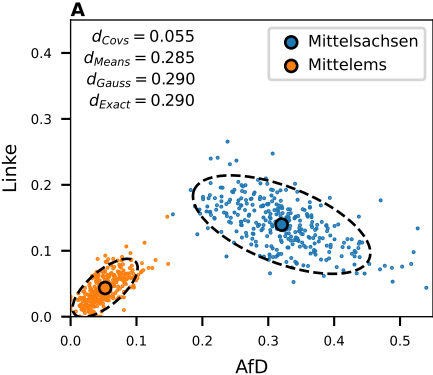 A
d_Covs = 0.055
d_Means = 0.285
d_Gauss = 0.290
d_Exact = 0.290
Mittelsachsen
Mittelems
Linke
0.4
0.3
0.2
0.1
0.0
0.0 0.1 0.2 0.3 0.4 0.5
AfD